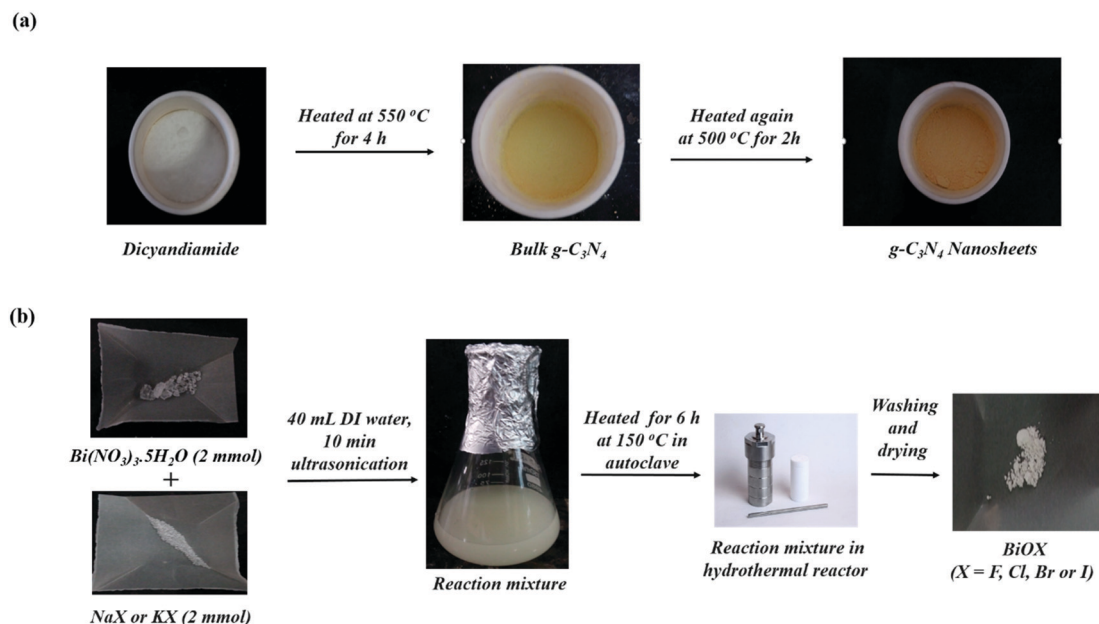 (a)
Heated at 550 °C
for 4 h
Heated again
at 500 °C for 2h
Dicyandiamide
Bulk g-C₃N₄
g-C₃N₄ Nanosheets
(b)
Bi(NO₃)₃.5H₂O (2 mmol)
+
NaX or KX (2 mmol)
40 mL DI water,
10 min
ultrasonication
Reaction mixture
Heated for 6 h
at 150 °C in
autoclave
Reaction mixture in
hydrothermal reactor
Washing
and
drying
BiOX
(X = F, Cl, Br or I)